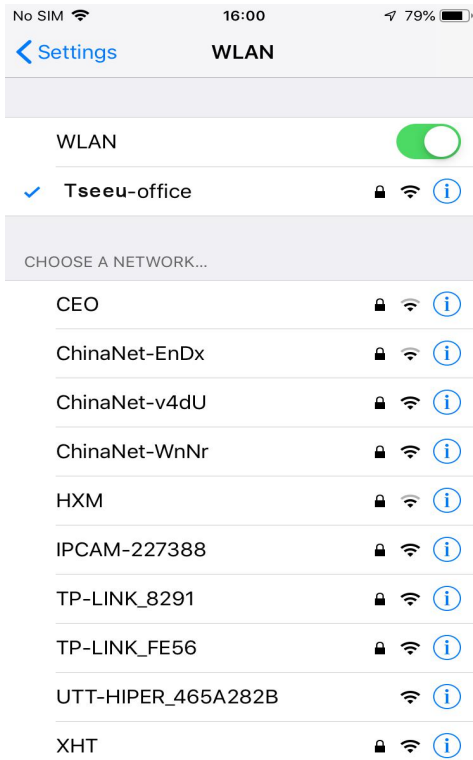 No SIM 16:00 79%
Settings WLAN
WLAN
Tseeu-office
CHOOSE A NETWORK...
CEO
ChinaNet-EnDx
ChinaNet-v4dU
ChinaNet-WnNr
HXM
IPCAM-227388
TP-LINK_8291
TP-LINK_FE56
UTT-HIPER_465A282B
XHT